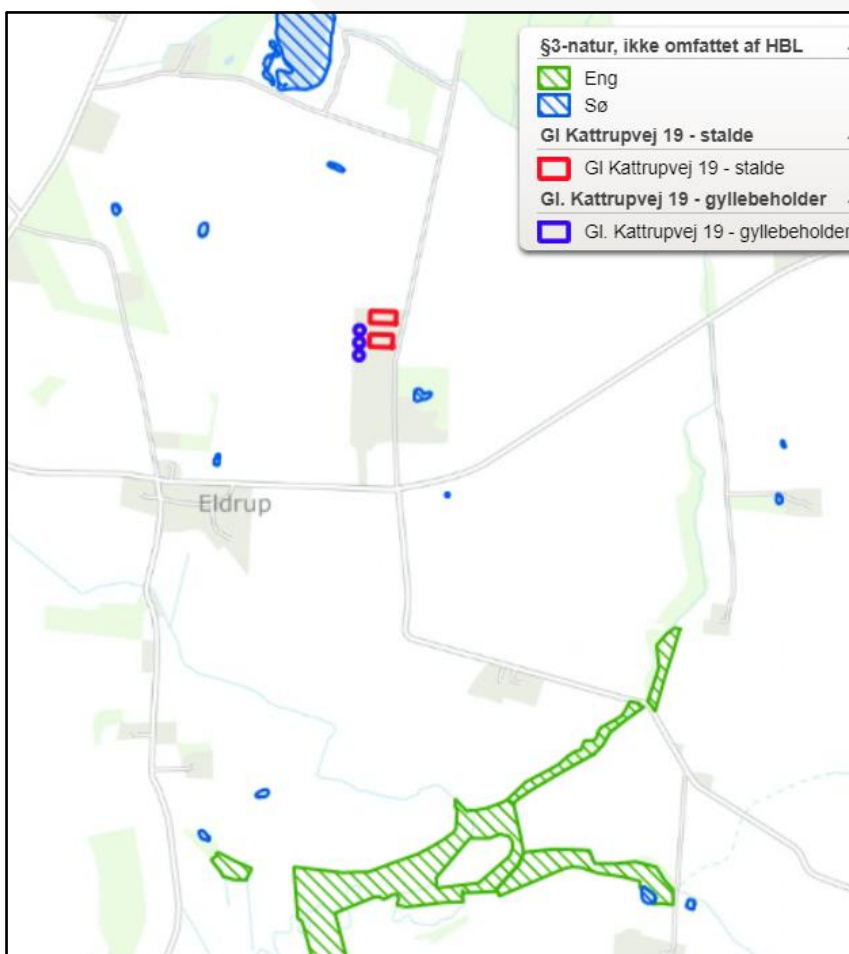 §3-natur, ikke omfattet af HBL
Eng
Sø
Gl Kattrupvej 19 - stalde
Gl Kattrupvej 19 - stalde
Gl. Kattrupvej 19 - gyllebeholder
Gl. Kattrupvej 19 - gyllebeholder
Eldrup